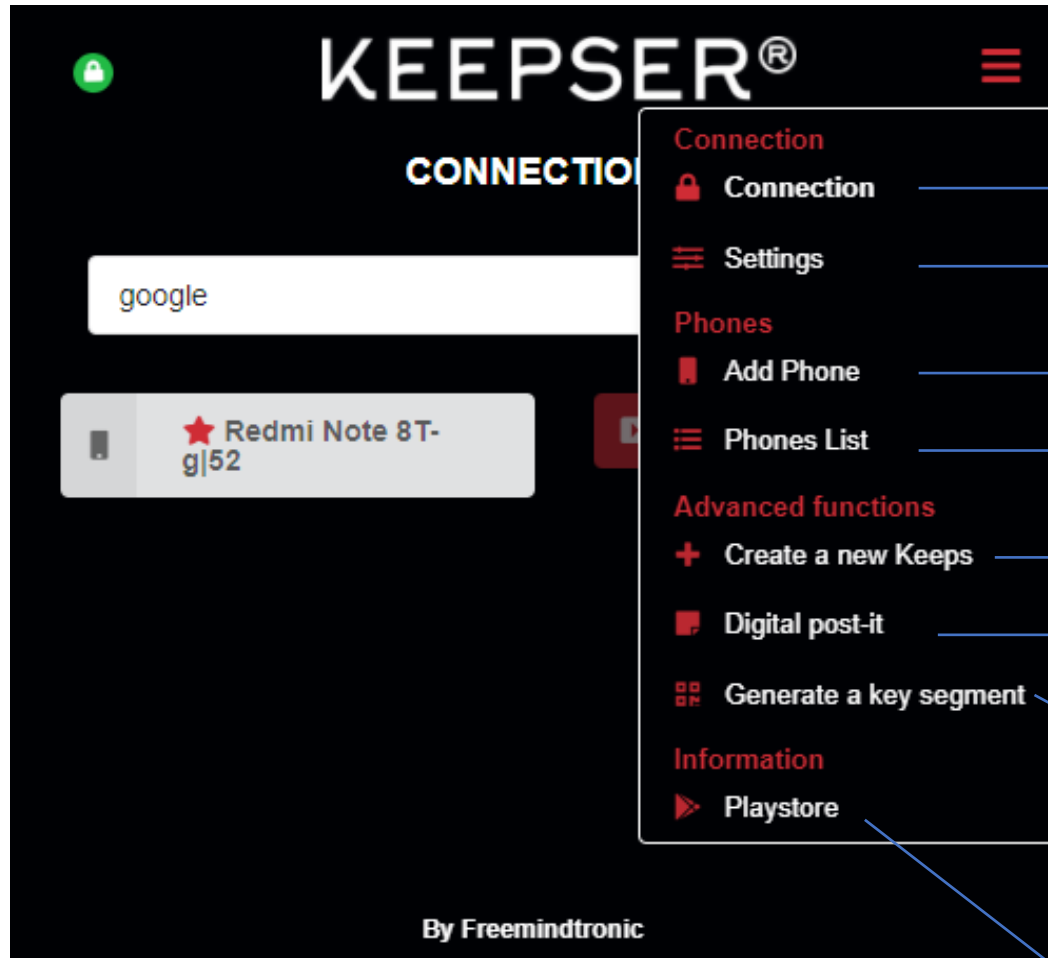 KEEPSER®
CONNECTIO
google
★ Redmi Note 8T-
g|52
Connection
Connection
Settings
Phones
Add Phone
Phones List
Advanced functions
Create a new Keeps
Digital post-it
Generate a key segment
Information
Playstore
By Freemindtronic